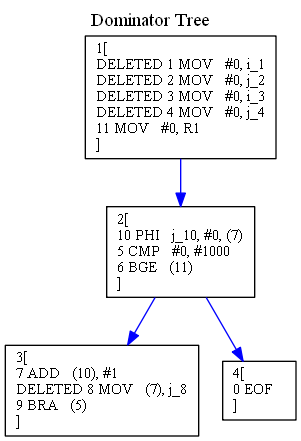 Dominator Tree
1[
DELETED 1 MOV #0, i_1
DELETED 2 MOV #0, j_2
DELETED 3 MOV #0, i_3
DELETED 4 MOV #0, j_4
11 MOV #0, R1
]
2[
10 PHI j_10, #0, (7)
5 CMP #0, #1000
6 BGE (11)
]
3[
7 ADD (10), #1
DELETED 8 MOV (7), j_8
9 BRA (5)
]
4[
0 EOF
]